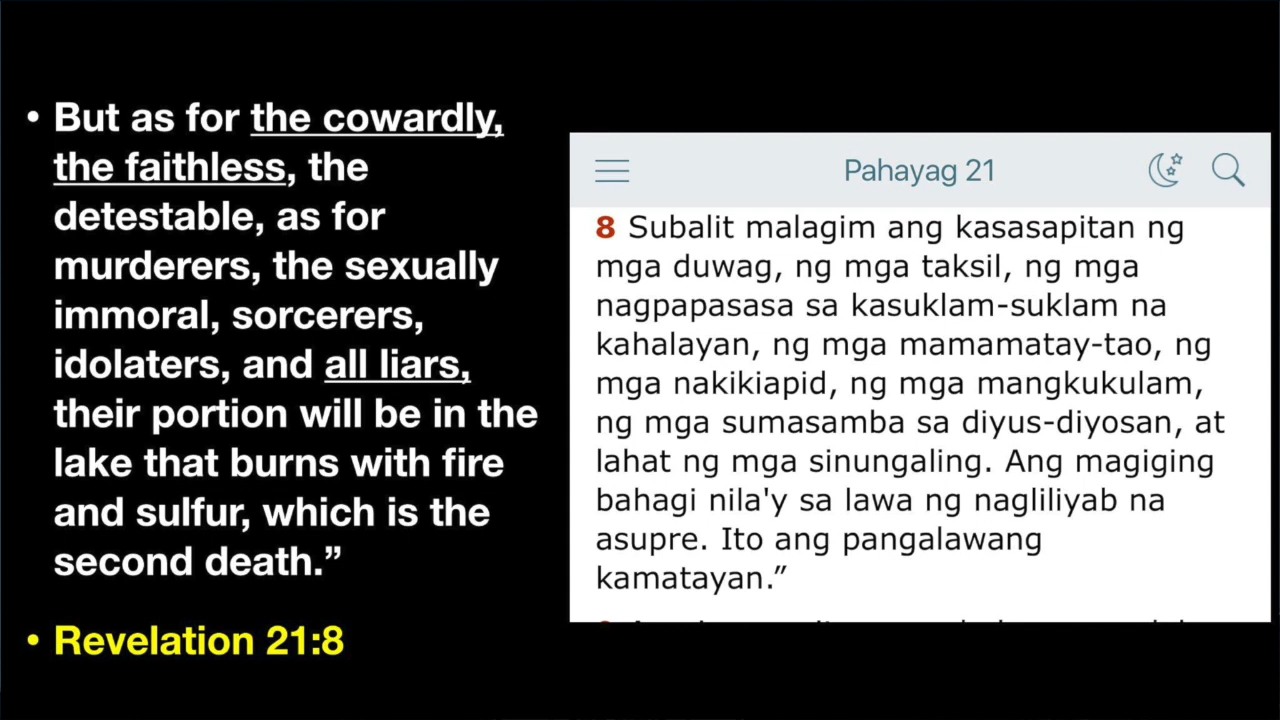 • But as for the cowardly,
the faithless, the
detestable, as for
murderers, the sexually
immoral, sorcerers,
idolaters, and all liars,
their portion will be in the
lake that burns with fire
and sulfur, which is the
second death.”
• Revelation 21:8
Pahayag 21
8 Subalit malagim ang kasasapitan ng
mga duwag, ng mga taksil, ng mga
nagpapasasa sa kasuklam-suklam na
kahalayan, ng mga mamamatay-tao, ng
mga nakikiapid, ng mga mangkukulam,
ng mga sumasamba sa diyus-diyosan, at
lahat ng mga sinungaling. Ang magiging
bahagi nila'y sa lawa ng nagliliyab na
asupre. Ito ang pangalawang
kamatayan.”